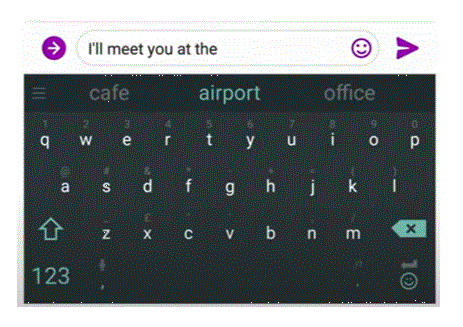 I'll meet you at the
cafe airport office
1 2 3 4 5 6 7 8 9 0
q w e r t y u i o p
a s d f g h j k l
z x c v b n m
123 , .